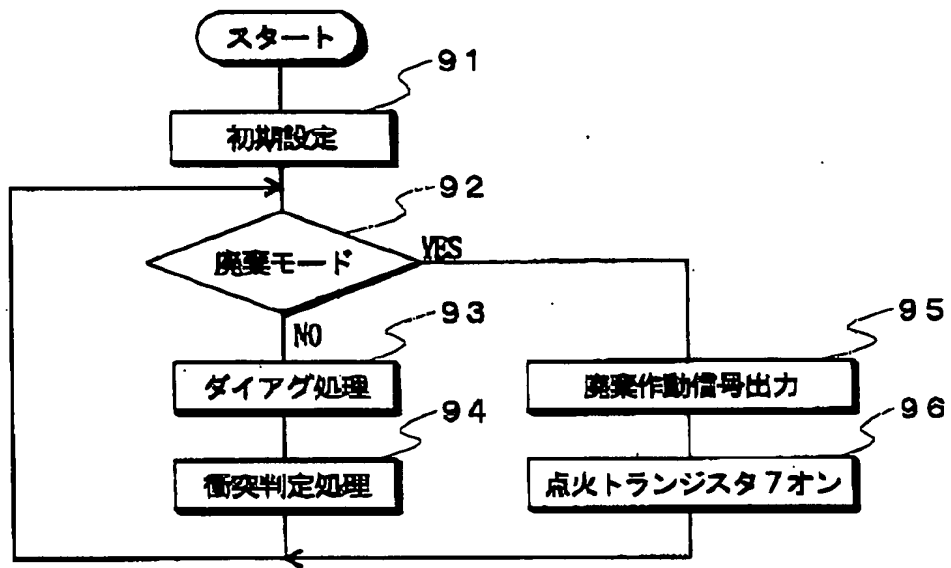 スタート
91
初期設定
92
廃棄モード
YES
NO
93
ダイアグ処理
94
衝突判定処理
95
廃棄作動信号出力
96
点火トランジスタ7オン